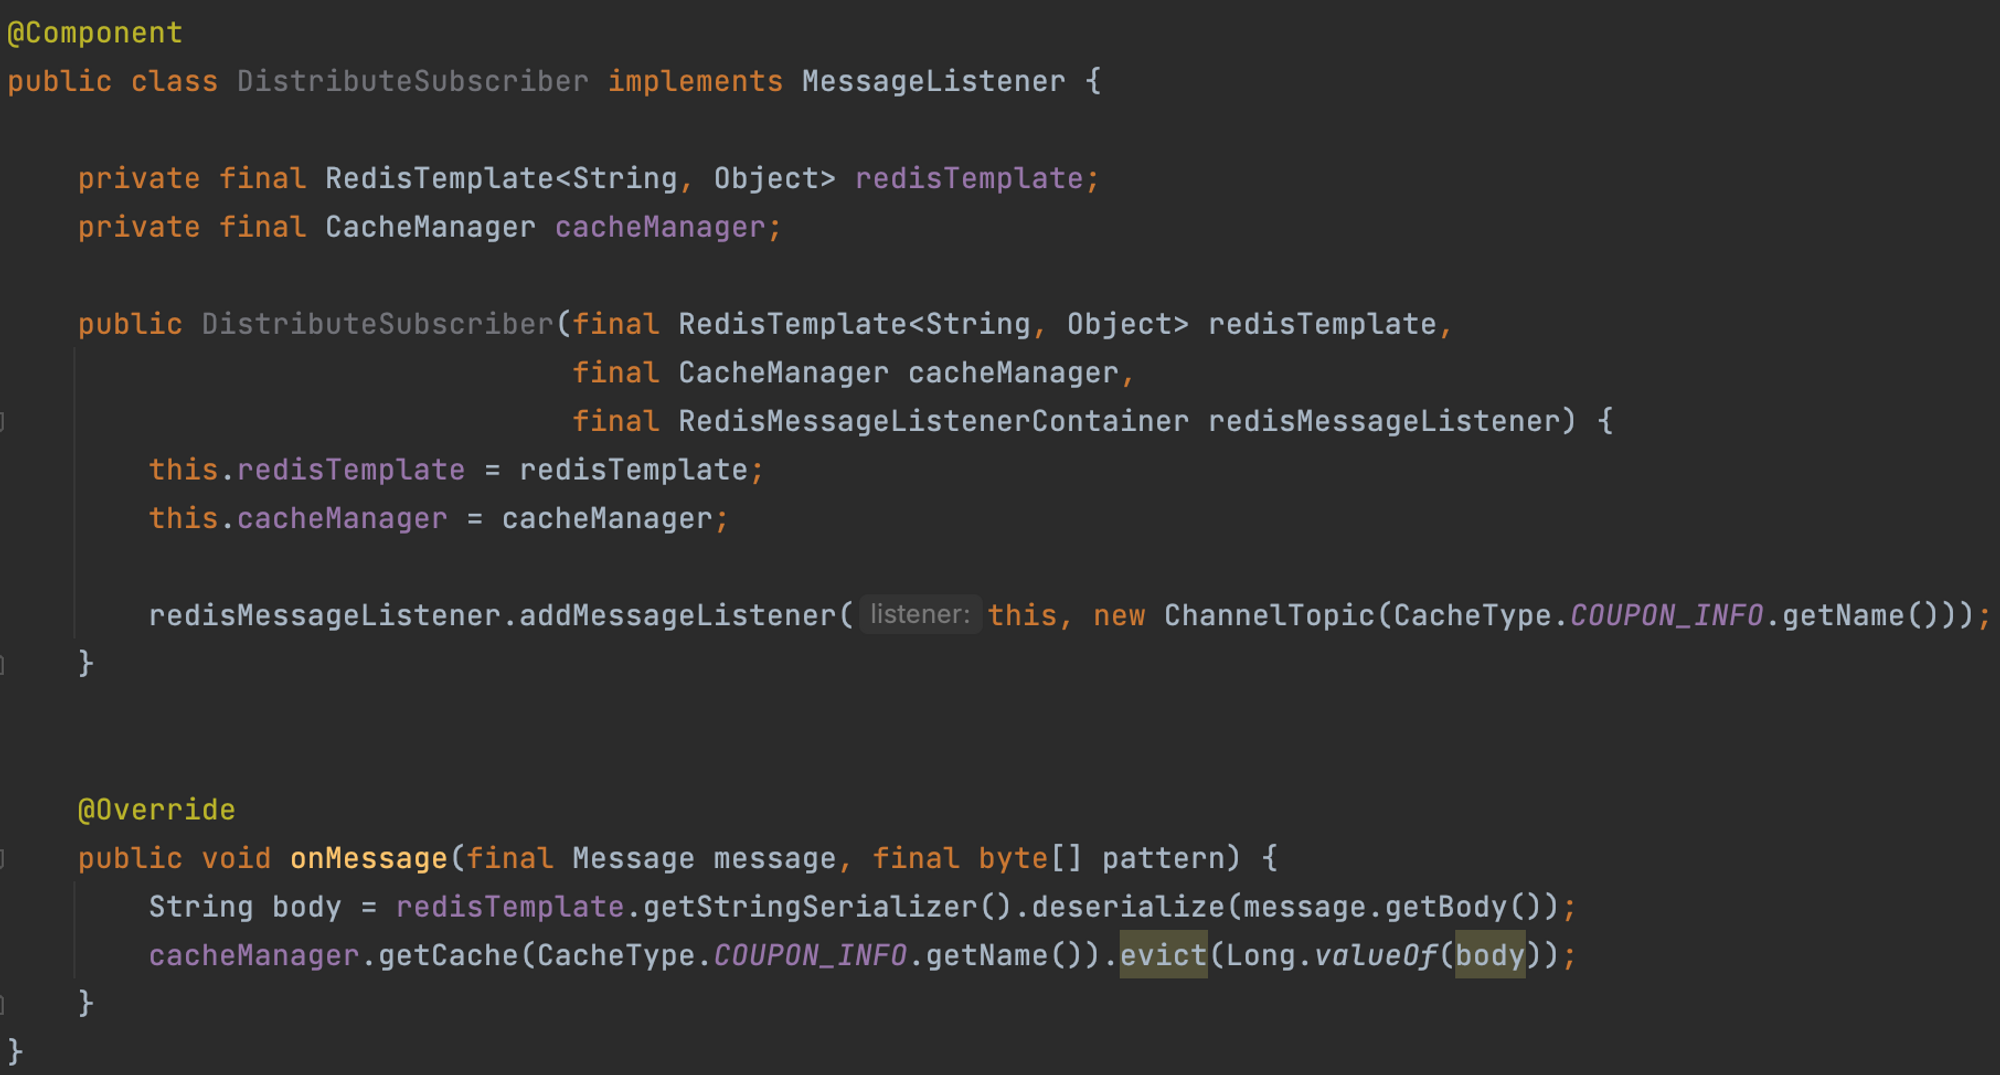 @Component
public class DistributeSubscriber implements MessageListener {
private final RedisTemplate<String, Object> redisTemplate;
private final CacheManager cacheManager;
public DistributeSubscriber(final RedisTemplate<String, Object> redisTemplate,
final CacheManager cacheManager,
final RedisMessageListenerContainer redisMessageListener) {
this.redisTemplate = redisTemplate;
this.cacheManager = cacheManager;
redisMessageListener.addMessageListener( listener: this, new ChannelTopic(CacheType.COUPON_INFO.getName()));
}
@Override
public void onMessage(final Message message, final byte[] pattern) {
String body = redisTemplate.getStringSerializer().deserialize(message.getBody());
cacheManager.getCache(CacheType.COUPON_INFO.getName()).evict(Long.valueOf(body));
}
}